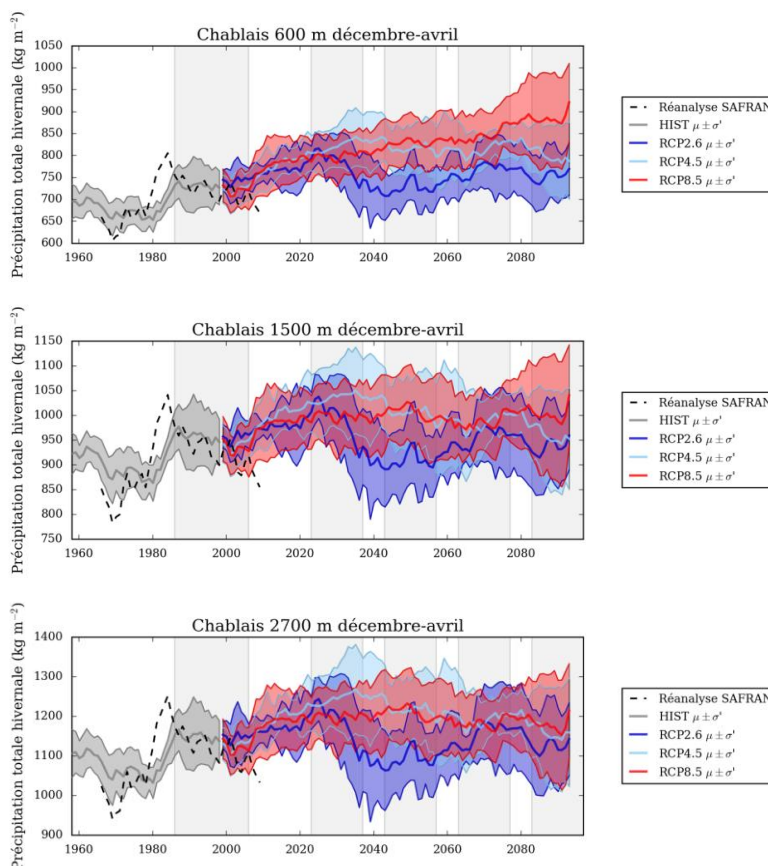 Chablais 600 m décembre-avril
Précipitation totale hivernale (kg m⁻²)
1050
1000
950
900
850
800
750
700
650
600
1960 1980 2000 2020 2040 2060 2080
Réanalyse SAFRAN
HIST μ ± σ'
RCP2.6 μ ± σ'
RCP4.5 μ ± σ'
RCP8.5 μ ± σ'
Chablais 1500 m décembre-avril
Précipitation totale hivernale (kg m⁻²)
1150
1100
1050
1000
950
900
850
800
750
1960 1980 2000 2020 2040 2060 2080
Réanalyse SAFRAN
HIST μ ± σ'
RCP2.6 μ ± σ'
RCP4.5 μ ± σ'
RCP8.5 μ ± σ'
Chablais 2700 m décembre-avril
Précipitation totale hivernale (kg m⁻²)
1400
1300
1200
1100
1000
900
1960 1980 2000 2020 2040 2060 2080
Réanalyse SAFRAN
HIST μ ± σ'
RCP2.6 μ ± σ'
RCP4.5 μ ± σ'
RCP8.5 μ ± σ'